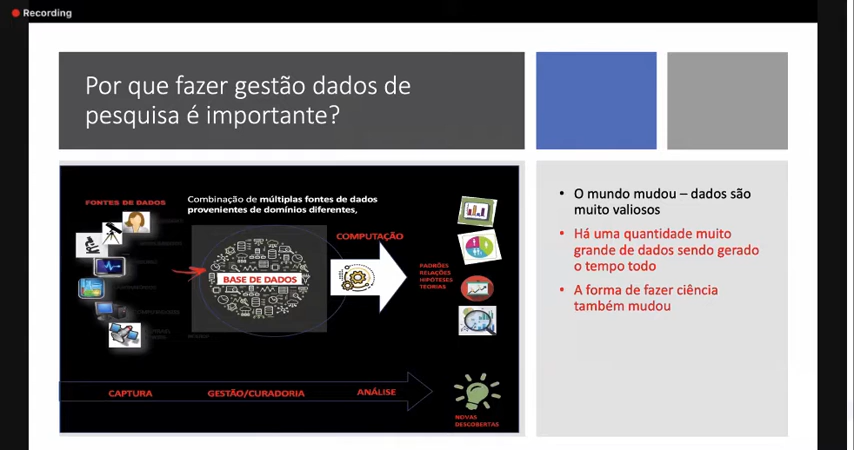 Recording
Por que fazer gestão dados de
pesquisa é importante?
FONTES DE DADOS
Combinação de múltiplas fontes de dados
provenientes de domínios diferentes,
COMPUTAÇÃO
BASE DE DADOS
PADRÕES
RELAÇÕES
HIPÓTESES
TEORIAS
CAPTURA
GESTÃO/CURADORIA
ANÁLISE
NOVAS
DESCOBERTAS
• O mundo mudou – dados são
muito valiosos
• Há uma quantidade muito
grande de dados sendo gerado
o tempo todo
• A forma de fazer ciência
também mudou